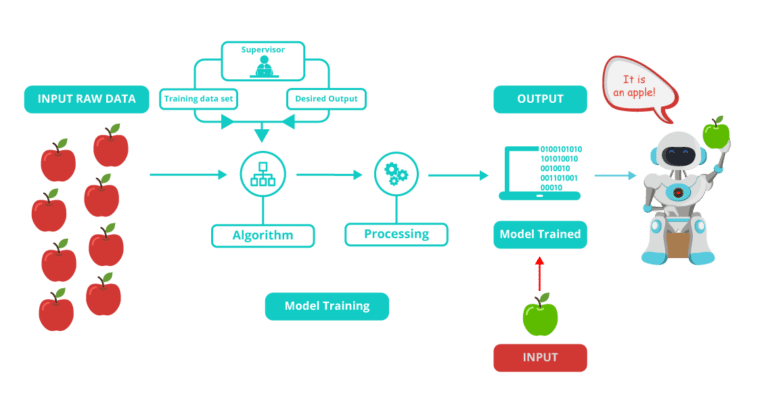 Supervisor
INPUT RAW DATA
Training data set
Desired Output
OUTPUT
It is
an apple!
0100101010
101010010
0010010
001101001
00010
Algorithm
Processing
Model Trained
Model Training
INPUT